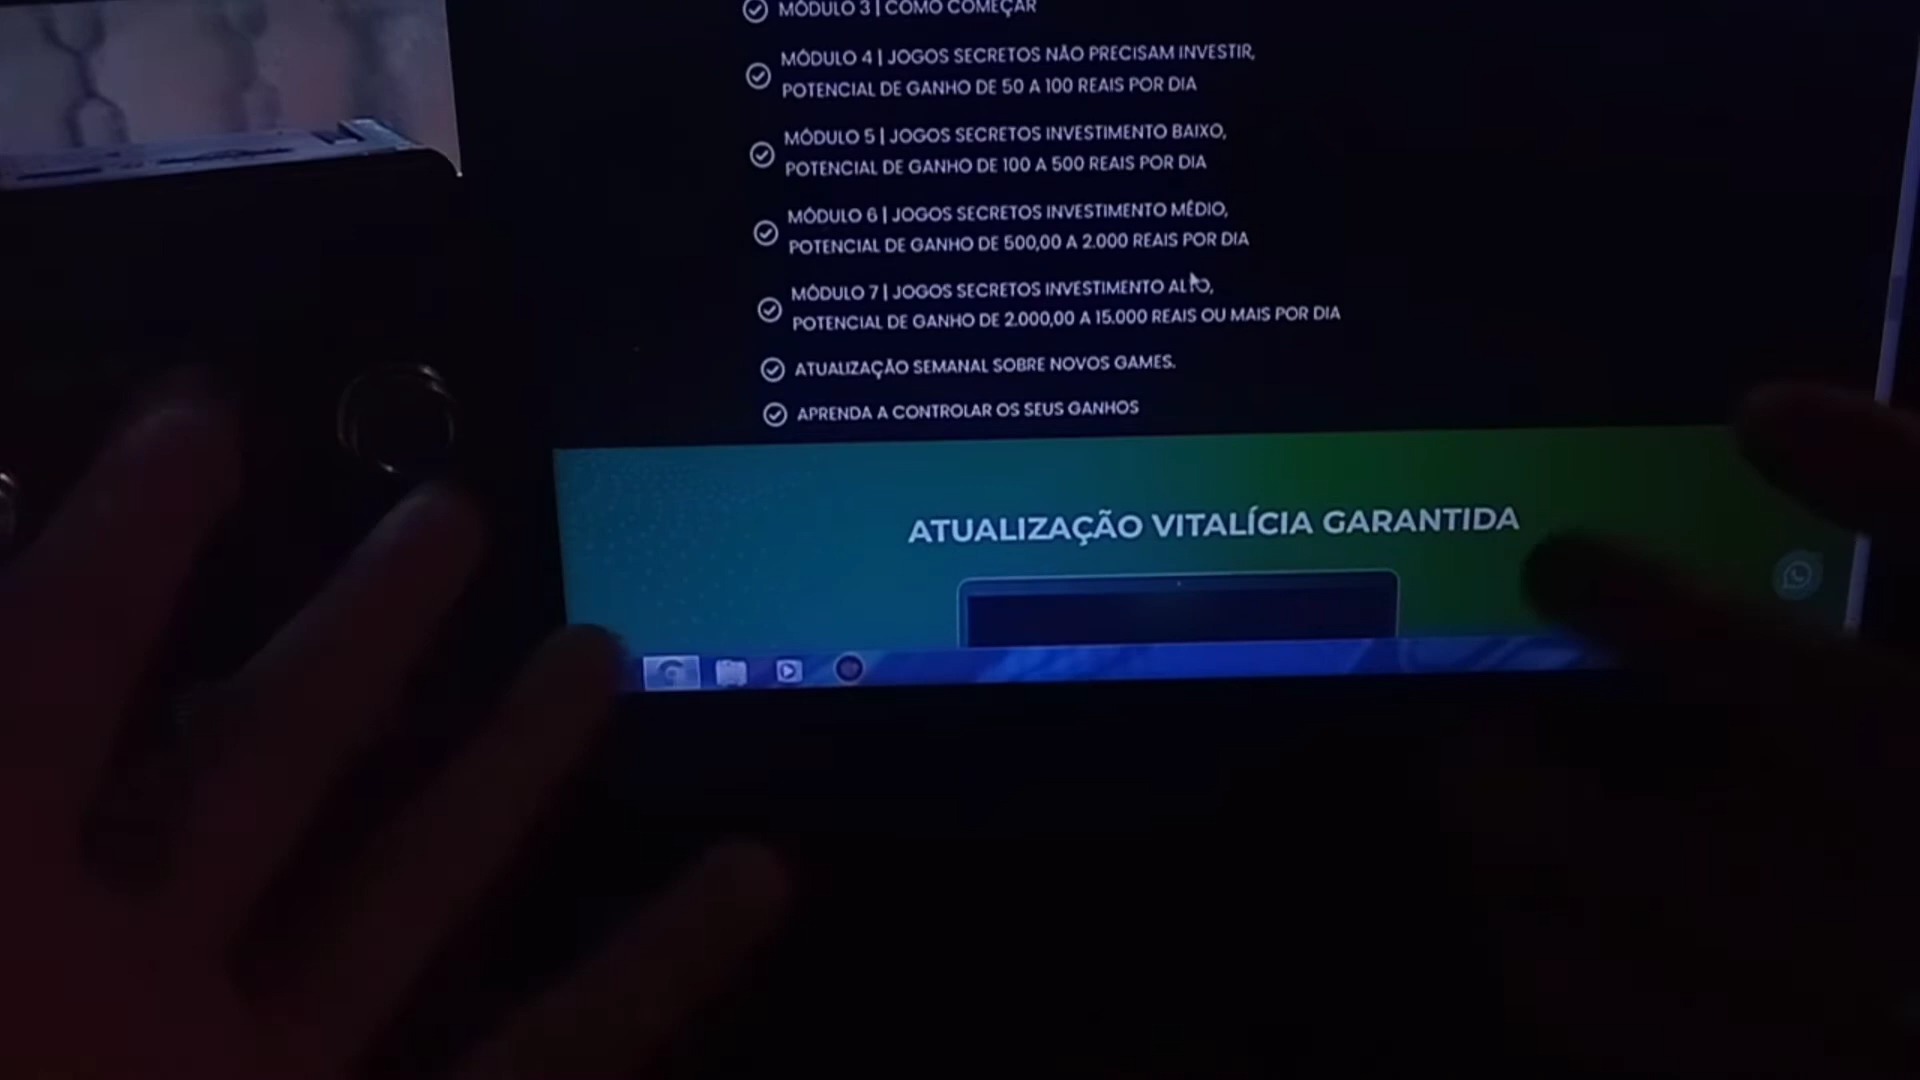 MÓDULO 3 | COMO COMEÇAR
MÓDULO 4 | JOGOS SECRETOS NÃO PRECISAM INVESTIR,
POTENCIAL DE GANHO DE 50 A 100 REAIS POR DIA
MÓDULO 5 | JOGOS SECRETOS INVESTIMENTO BAIXO,
POTENCIAL DE GANHO DE 100 A 500 REAIS POR DIA
MÓDULO 6 | JOGOS SECRETOS INVESTIMENTO MÉDIO,
POTENCIAL DE GANHO DE 500,00 A 2.000 REAIS POR DIA
MÓDULO 7 | JOGOS SECRETOS INVESTIMENTO ALTO,
POTENCIAL DE GANHO DE 2.000,00 A 15.000 REAIS OU MAIS POR DIA
ATUALIZAÇÃO SEMANAL SOBRE NOVOS GAMES.
APRENDA A CONTROLAR OS SEUS GANHOS
ATUALIZAÇÃO VITALÍCIA GARANTIDA